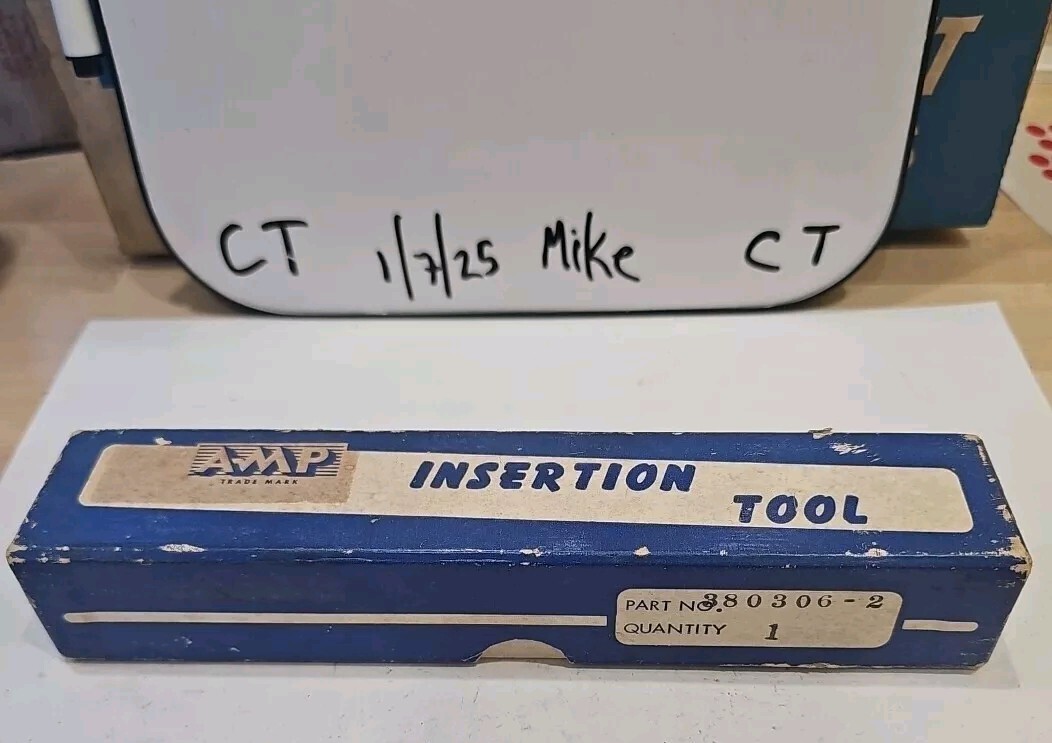 CT 1/7/25 Mike CT
AMP
TRADE MARK
INSERTION
TOOL
PART NO. 380306-2
QUANTITY 1